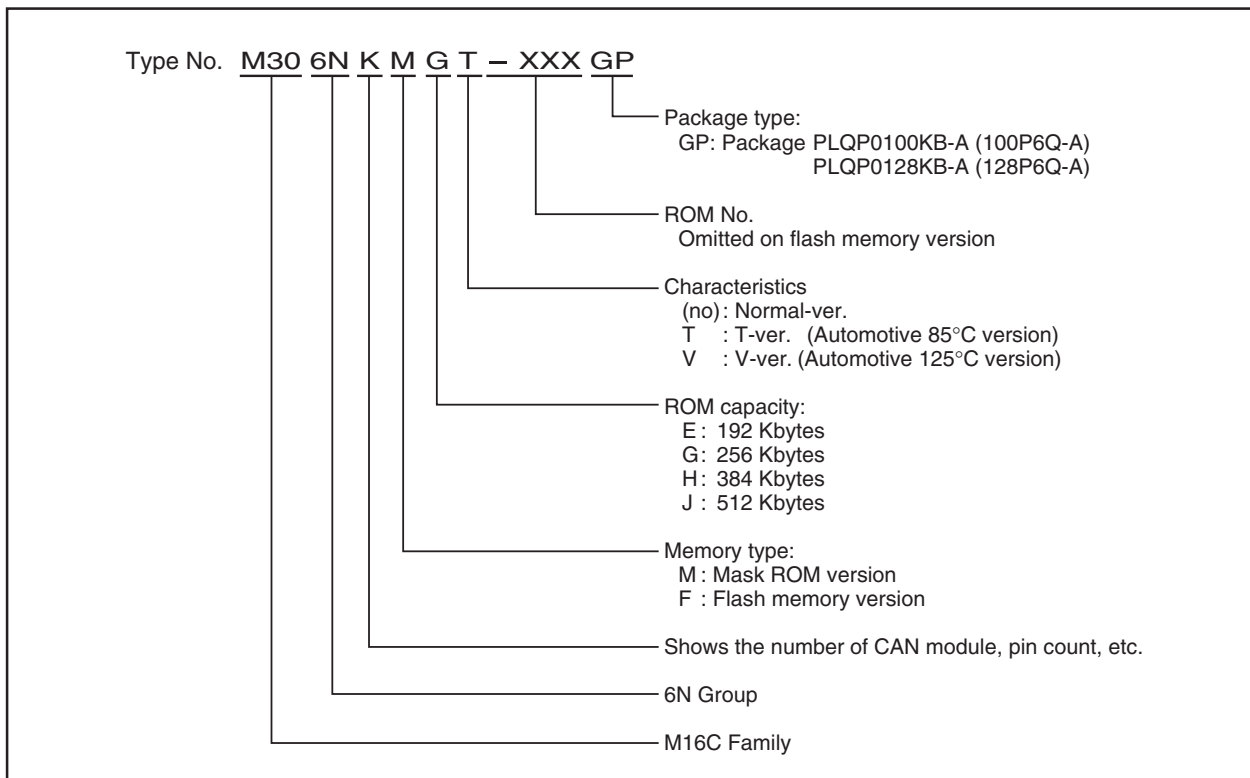 Type No. M30 6N K M G T – XXX GP
Package type:
GP: Package PLQP0100KB-A (100P6Q-A)
PLQP0128KB-A (128P6Q-A)
ROM No.
Omitted on flash memory version
Characteristics
(no) : Normal-ver.
T : T-ver. (Automotive 85°C version)
V : V-ver. (Automotive 125°C version)
ROM capacity:
E : 192 Kbytes
G : 256 Kbytes
H : 384 Kbytes
J : 512 Kbytes
Memory type:
M : Mask ROM version
F : Flash memory version
Shows the number of CAN module, pin count, etc.
6N Group
M16C Family